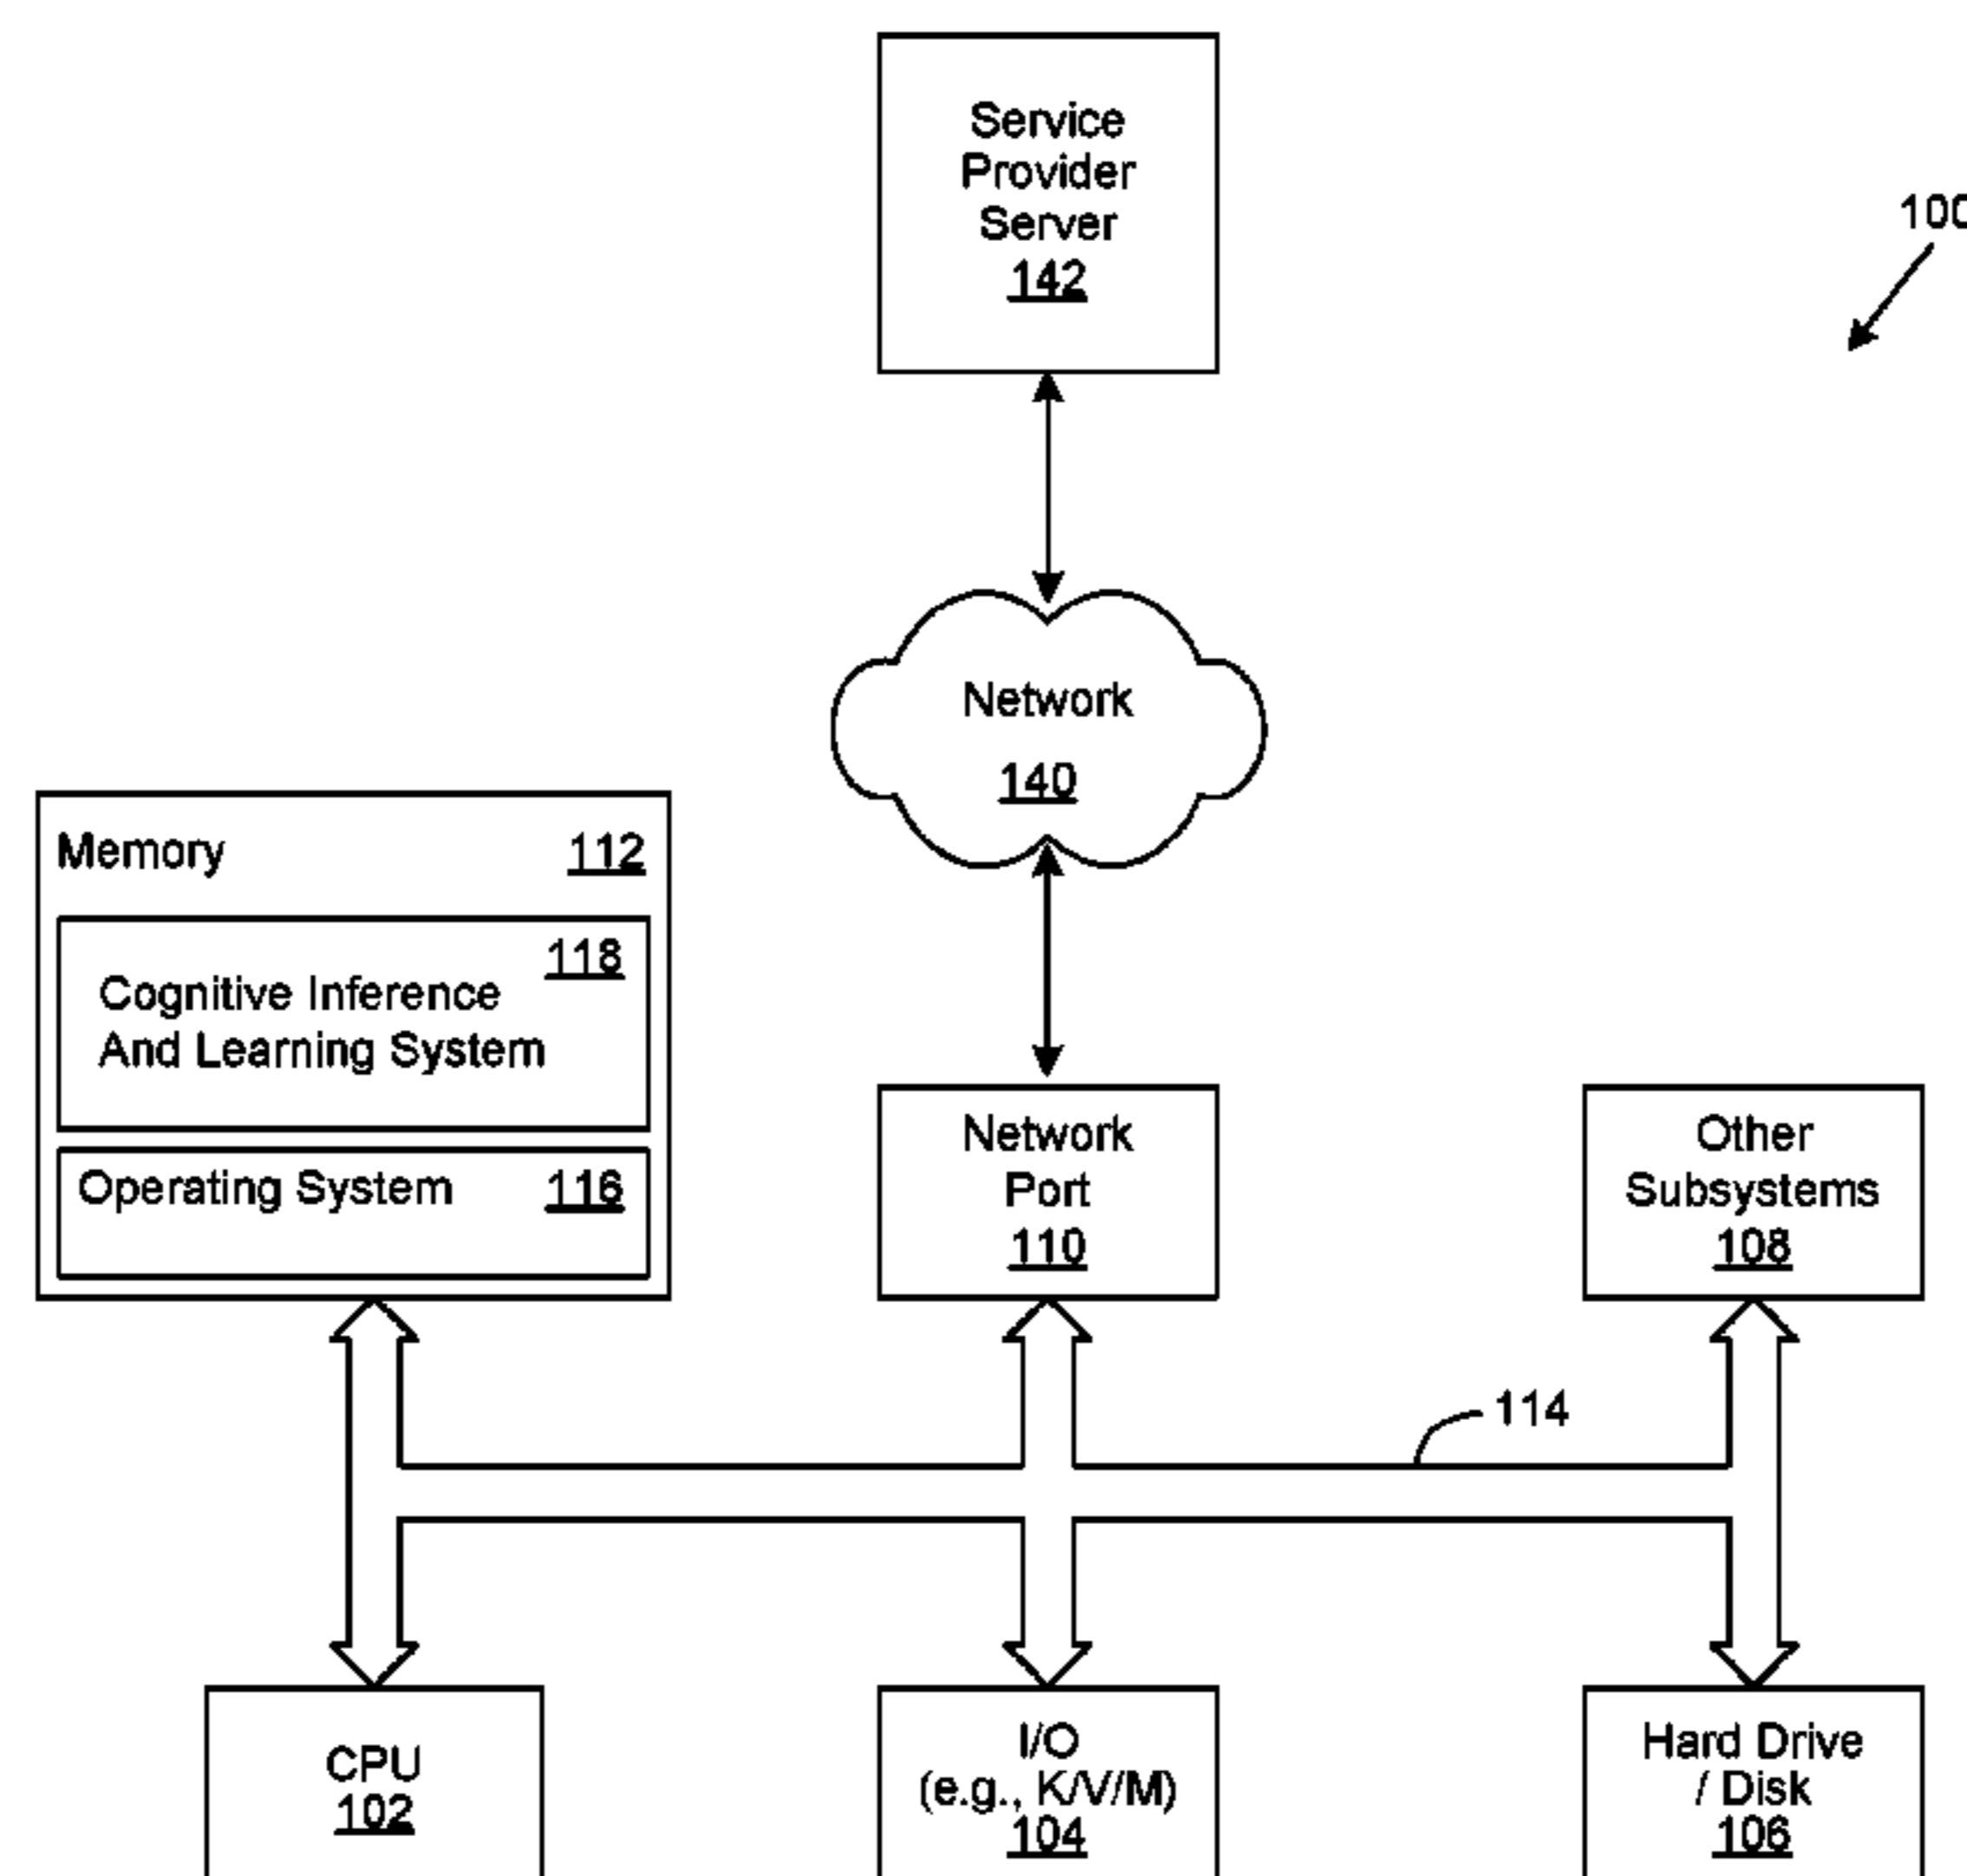 Service
Provider
Server
142
100
Network
140
Memory 112
118
Cognitive Inference
And Learning System
Operating System 116
Network
Port
110
Other
Subsystems
108
114
CPU
102
I/O
(e.g., K/V/M)
104
Hard Drive
/ Disk
106